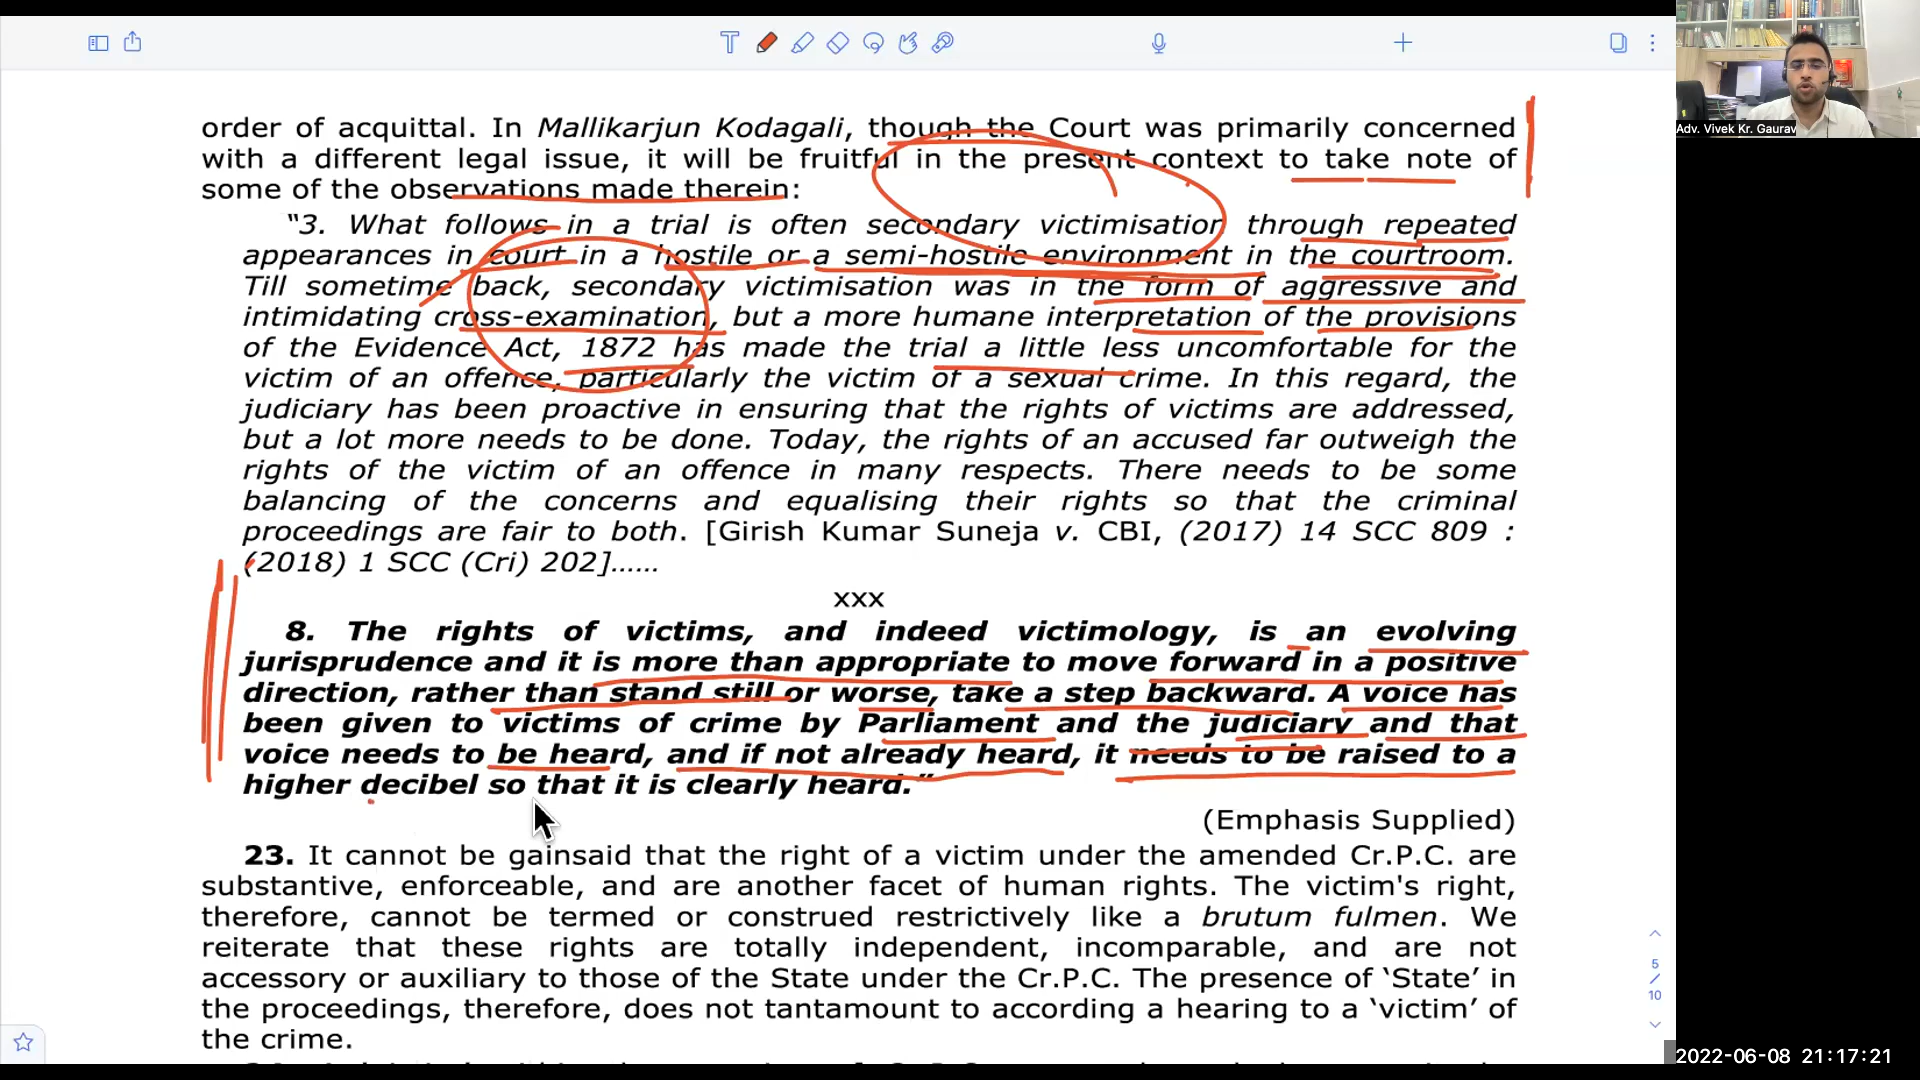 Adv. Vivek Kr. Gaurav
order of acquittal. In Mallikarjun Kodagali, though the Court was primarily concerned
with a different legal issue, it will be fruitful in the present context to take note of
some of the observations made therein:
“3. What follows in a trial is often secondary victimisation through repeated
appearances in court in a hostile or a semi-hostile environment in the courtroom.
Till sometime back, secondary victimisation was in the form of aggressive and
intimidating cross-examination, but a more humane interpretation of the provisions
of the Evidence Act, 1872 has made the trial a little less uncomfortable for the
victim of an offence, particularly the victim of a sexual crime. In this regard, the
judiciary has been proactive in ensuring that the rights of victims are addressed,
but a lot more needs to be done. Today, the rights of an accused far outweigh the
rights of the victim of an offence in many respects. There needs to be some
balancing of the concerns and equalising their rights so that the criminal
proceedings are fair to both. [Girish Kumar Suneja v. CBI, (2017) 14 SCC 809 :
(2018) 1 SCC (Cri) 202]......
xxx
8. The rights of victims, and indeed victimology, is an evolving
jurisprudence and it is more than appropriate to move forward in a positive
direction, rather than stand still or worse, take a step backward. A voice has
been given to victims of crime by Parliament and the judiciary and that
voice needs to be heard, and if not already heard, it needs to be raised to a
higher decibel so that it is clearly heard.”
(Emphasis Supplied)
23. It cannot be gainsaid that the right of a victim under the amended Cr.P.C. are
substantive, enforceable, and are another facet of human rights. The victim's right,
therefore, cannot be termed or construed restrictively like a brutum fulmen. We
reiterate that these rights are totally independent, incomparable, and are not
accessory or auxiliary to those of the State under the Cr.P.C. The presence of ‘State’ in
the proceedings, therefore, does not tantamount to according a hearing to a ‘victim’ of
the crime.
5
/
10
2022-06-08 21:17:21